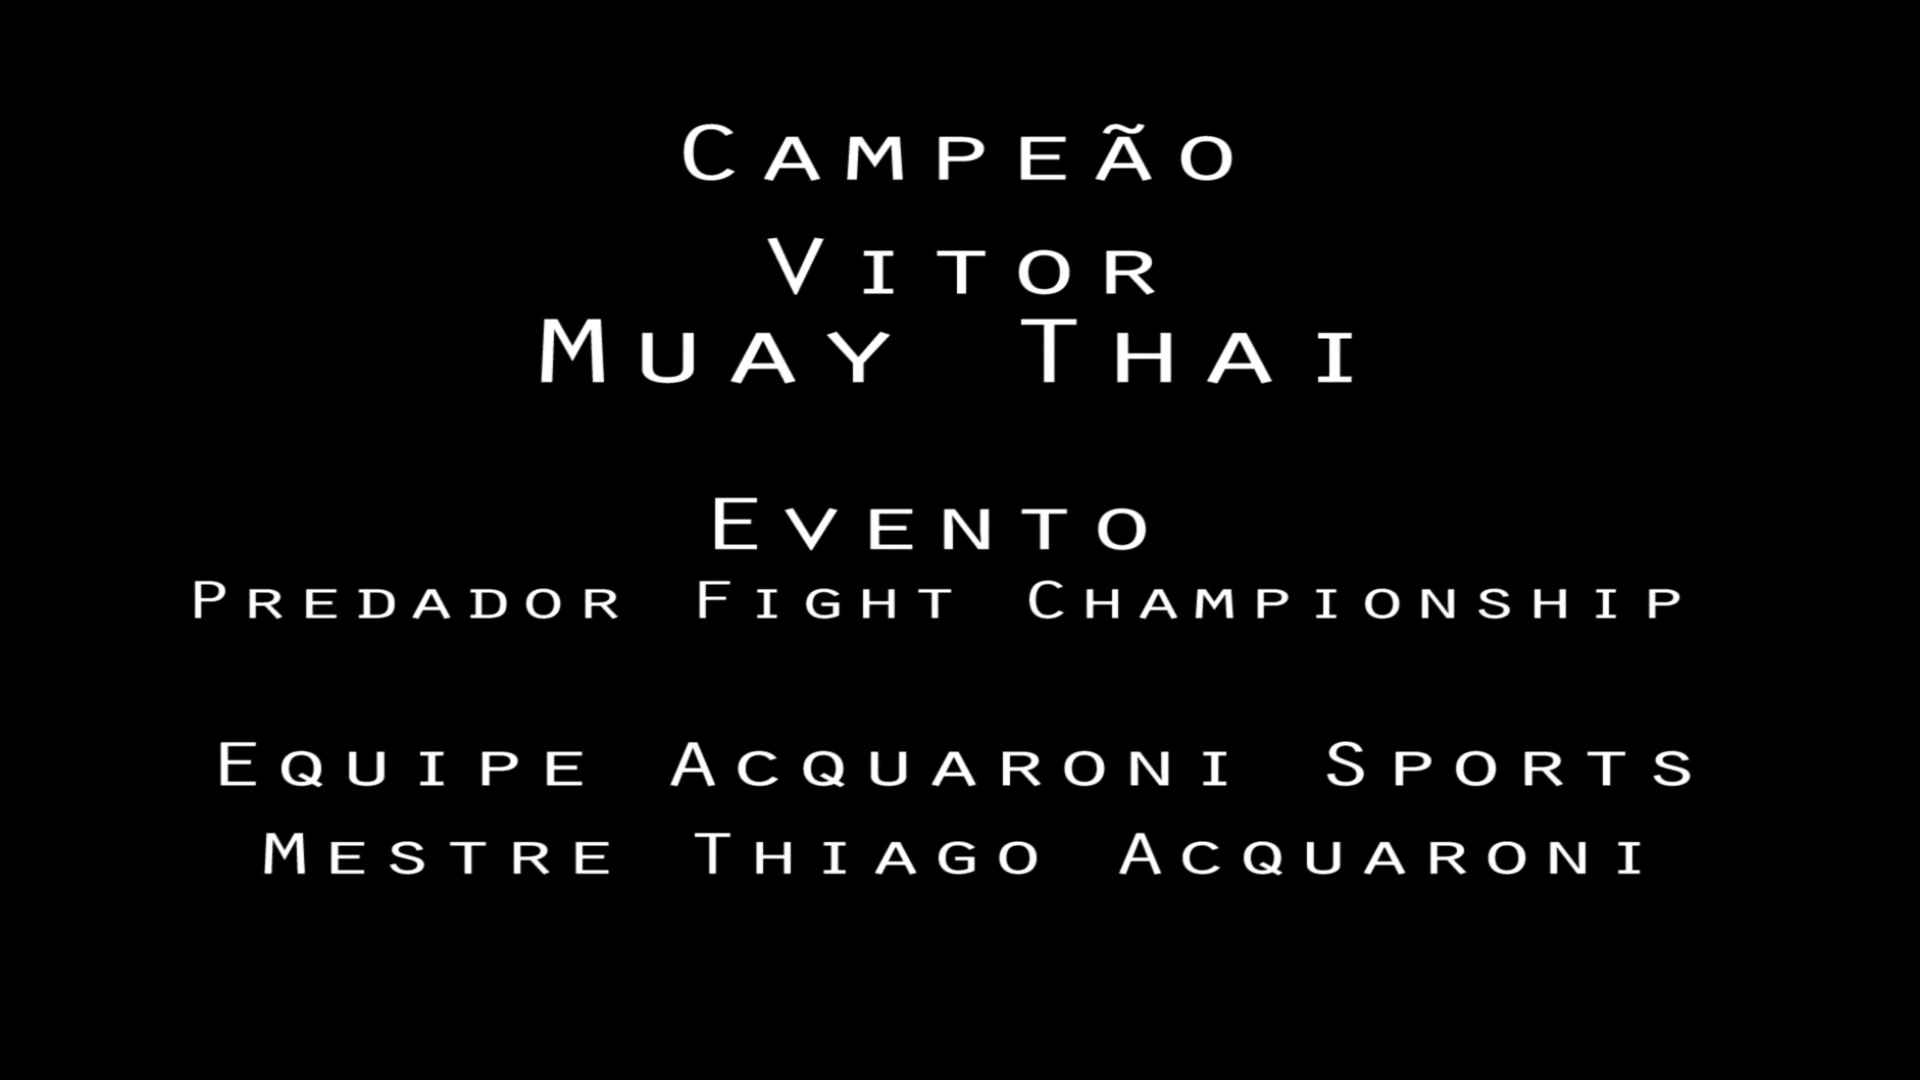 Campeão
Vitor
Muay Thai
Evento
Predador Fight Championship
Equipe Acquaroni Sports
Mestre Thiago Acquaroni